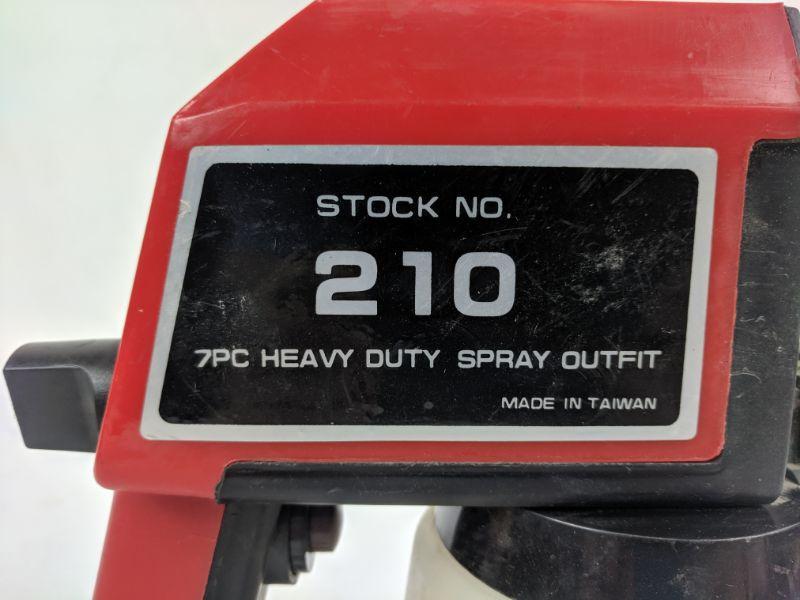 STOCK NO.
210
7PC HEAVY DUTY SPRAY OUTFIT
MADE IN TAIWAN